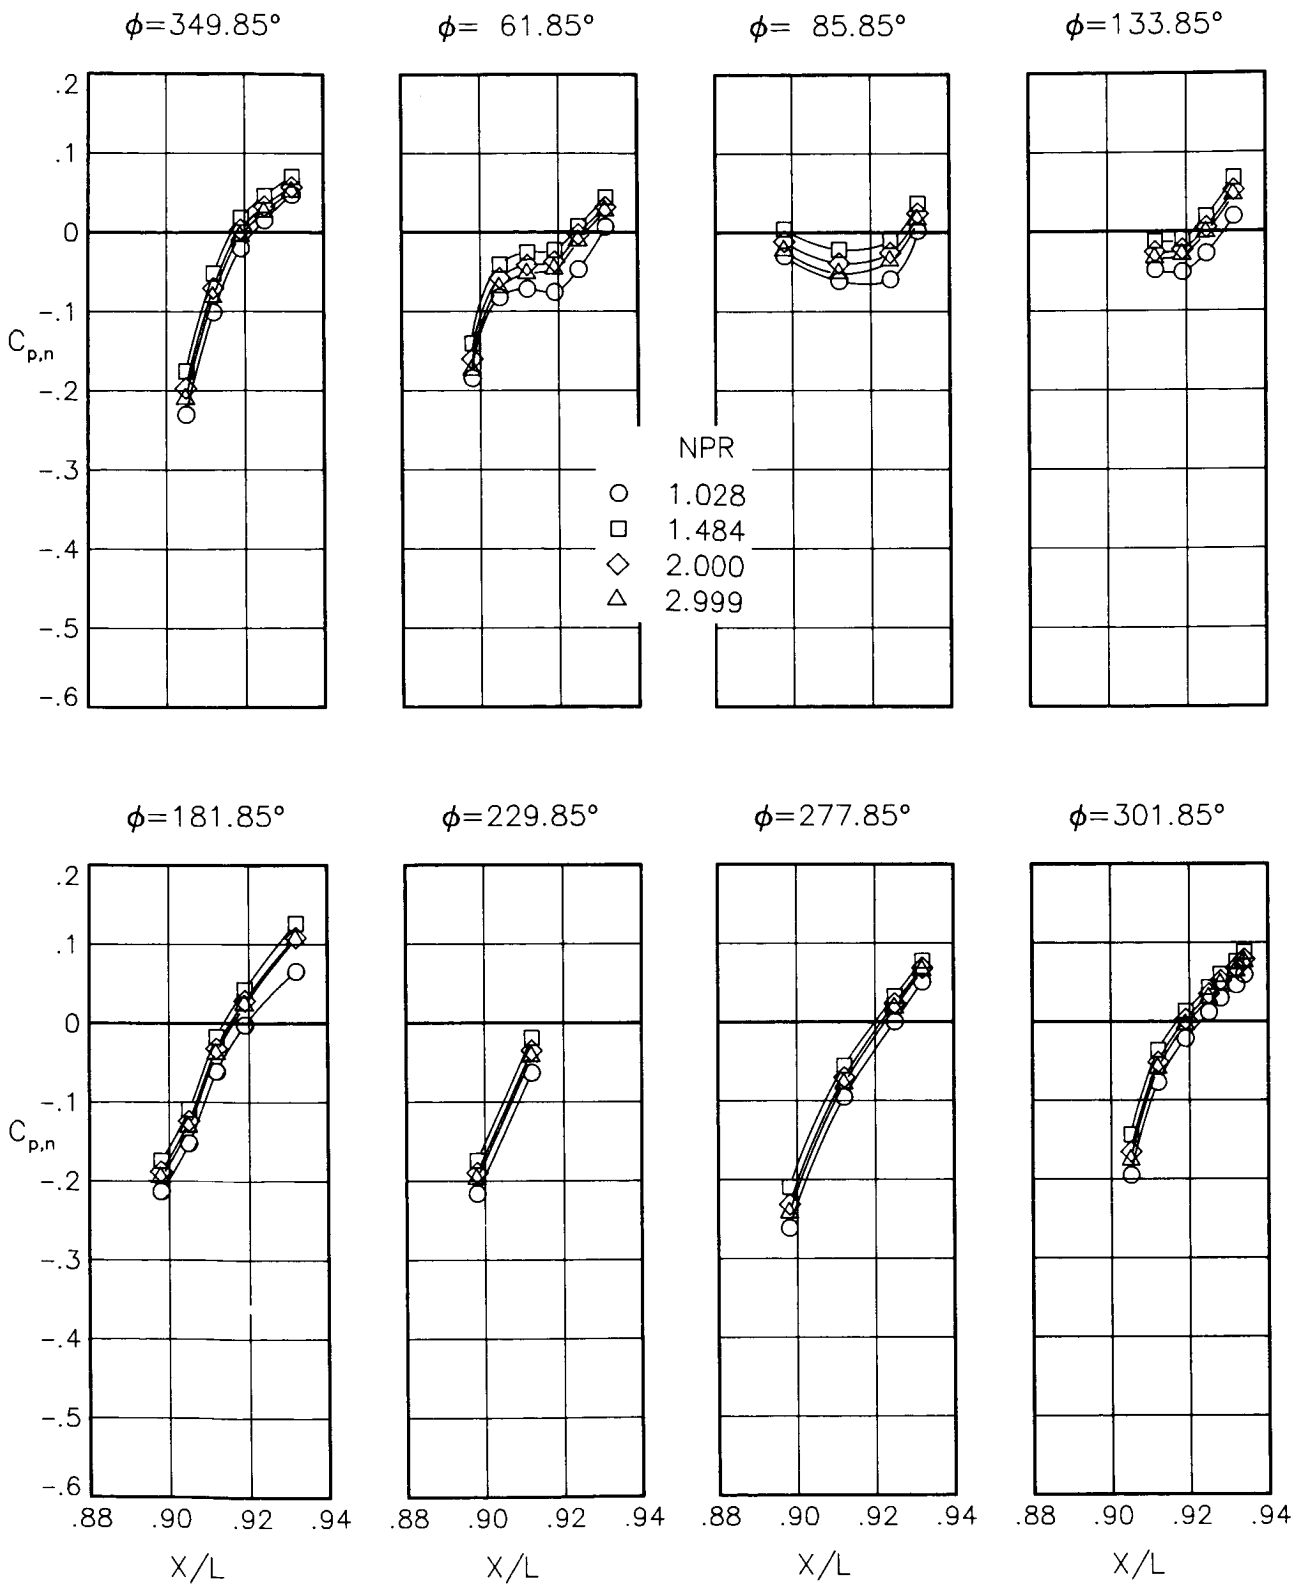 ϕ=349.85°
ϕ= 61.85°
ϕ= 85.85°
ϕ=133.85°
.2
.1
0
-.1
C_{p,n}
-.2
-.3
-.4
-.5
-.6
NPR
1.028
1.484
2.000
2.999
ϕ=181.85°
ϕ=229.85°
ϕ=277.85°
ϕ=301.85°
.2
.1
0
-.1
C_{p,n}
-.2
-.3
-.4
-.5
-.6
.88 .90 .92 .94
.88 .90 .92 .94
.88 .90 .92 .94
.88 .90 .92 .94
X/L
X/L
X/L
X/L